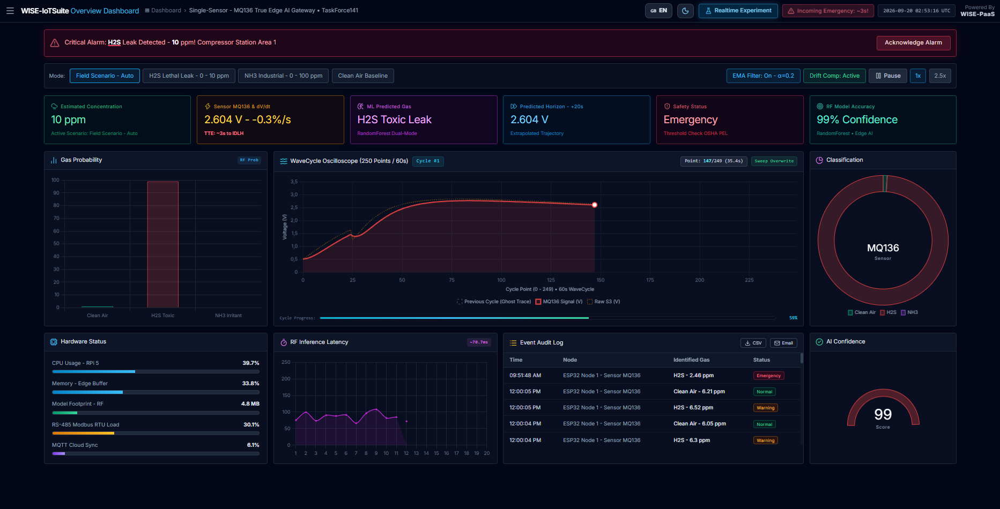 WISE-IoTSuite Overview Dashboard
Dashboard › Single-Sensor - MQ136 True Edge AI Gateway • TaskForce141
GB EN
Realtime Experiment
Incoming Emergency: ~3s!
2026-09-20 02:53:16 UTC
Powered By
WISE-PaaS
Critical Alarm: H2S Leak Detected - 10 ppm! Compressor Station Area 1
Acknowledge Alarm
Mode:
Field Scenario - Auto
H2S Lethal Leak - 0 - 10 ppm
NH3 Industrial - 0 - 100 ppm
Clean Air Baseline
EMA Filter: On - α=0.2
Drift Comp: Active
Pause
1x
2.5x
Estimated Concentration
10 ppm
Active Scenario: Field Scenario - Auto
Sensor MQ136 & dV/dt
2.604 V - -0.3%/s
TTE: ~3s to IDLH
ML Predicted Gas
H2S Toxic Leak
RandomForest Dual-Mode
Predicted Horizon - +20s
2.604 V
Extrapolated Trajectory
Safety Status
Emergency
Threshold Check OSHA PEL
RF Model Accuracy
99% Confidence
RandomForest • Edge AI
Gas Probability
RF Prob
100
90
80
70
60
50
40
30
20
10
0
Clean Air
H2S Toxic
NH3 Irritant
WaveCycle Oscilloscope (250 Points / 60s)
Cycle #1
Point: 147/249 (35.4s)
Sweep Overwrite
Voltage (V)
3,5
3,0
2,5
2,0
1,5
1,0
0,5
0
0 25 50 75 100 125 150 175 200 225
Cycle Point (0 - 249) • 60s WaveCycle
Previous Cycle (Ghost Trace)
MQ136 Signal (V)
Raw S3 (V)
Cycle Progress:
59%
Classification
MQ136
Sensor
Clean Air
H2S
NH3
Hardware Status
CPU Usage - RPi 5 39.7%
Memory - Edge Buffer 33.8%
Model Footprint - RF 4.8 MB
RS-485 Modbus RTU Load 30.1%
MQTT Cloud Sync 6.1%
RF Inference Latency
~78.7ms
250
200
150
100
50
0
1 2 3 4 5 6 7 8 9 10 11 12 13 14 15 16 17 18 19 20
Event Audit Log
CSV
Email
Time Node Identified Gas Status
09:51:48 AM ESP32 Node 1 - Sensor MQ136 H2S - 2.46 ppm Emergency
12:00:05 PM ESP32 Node 1 - Sensor MQ136 Clean Air - 6.21 ppm Normal
12:00:05 PM ESP32 Node 1 - Sensor MQ136 H2S - 6.52 ppm Warning
12:00:04 PM ESP32 Node 1 - Sensor MQ136 Clean Air - 6.05 ppm Normal
12:00:04 PM ESP32 Node 1 - Sensor MQ136 H2S - 6.3 ppm Warning
AI Confidence
99
Score